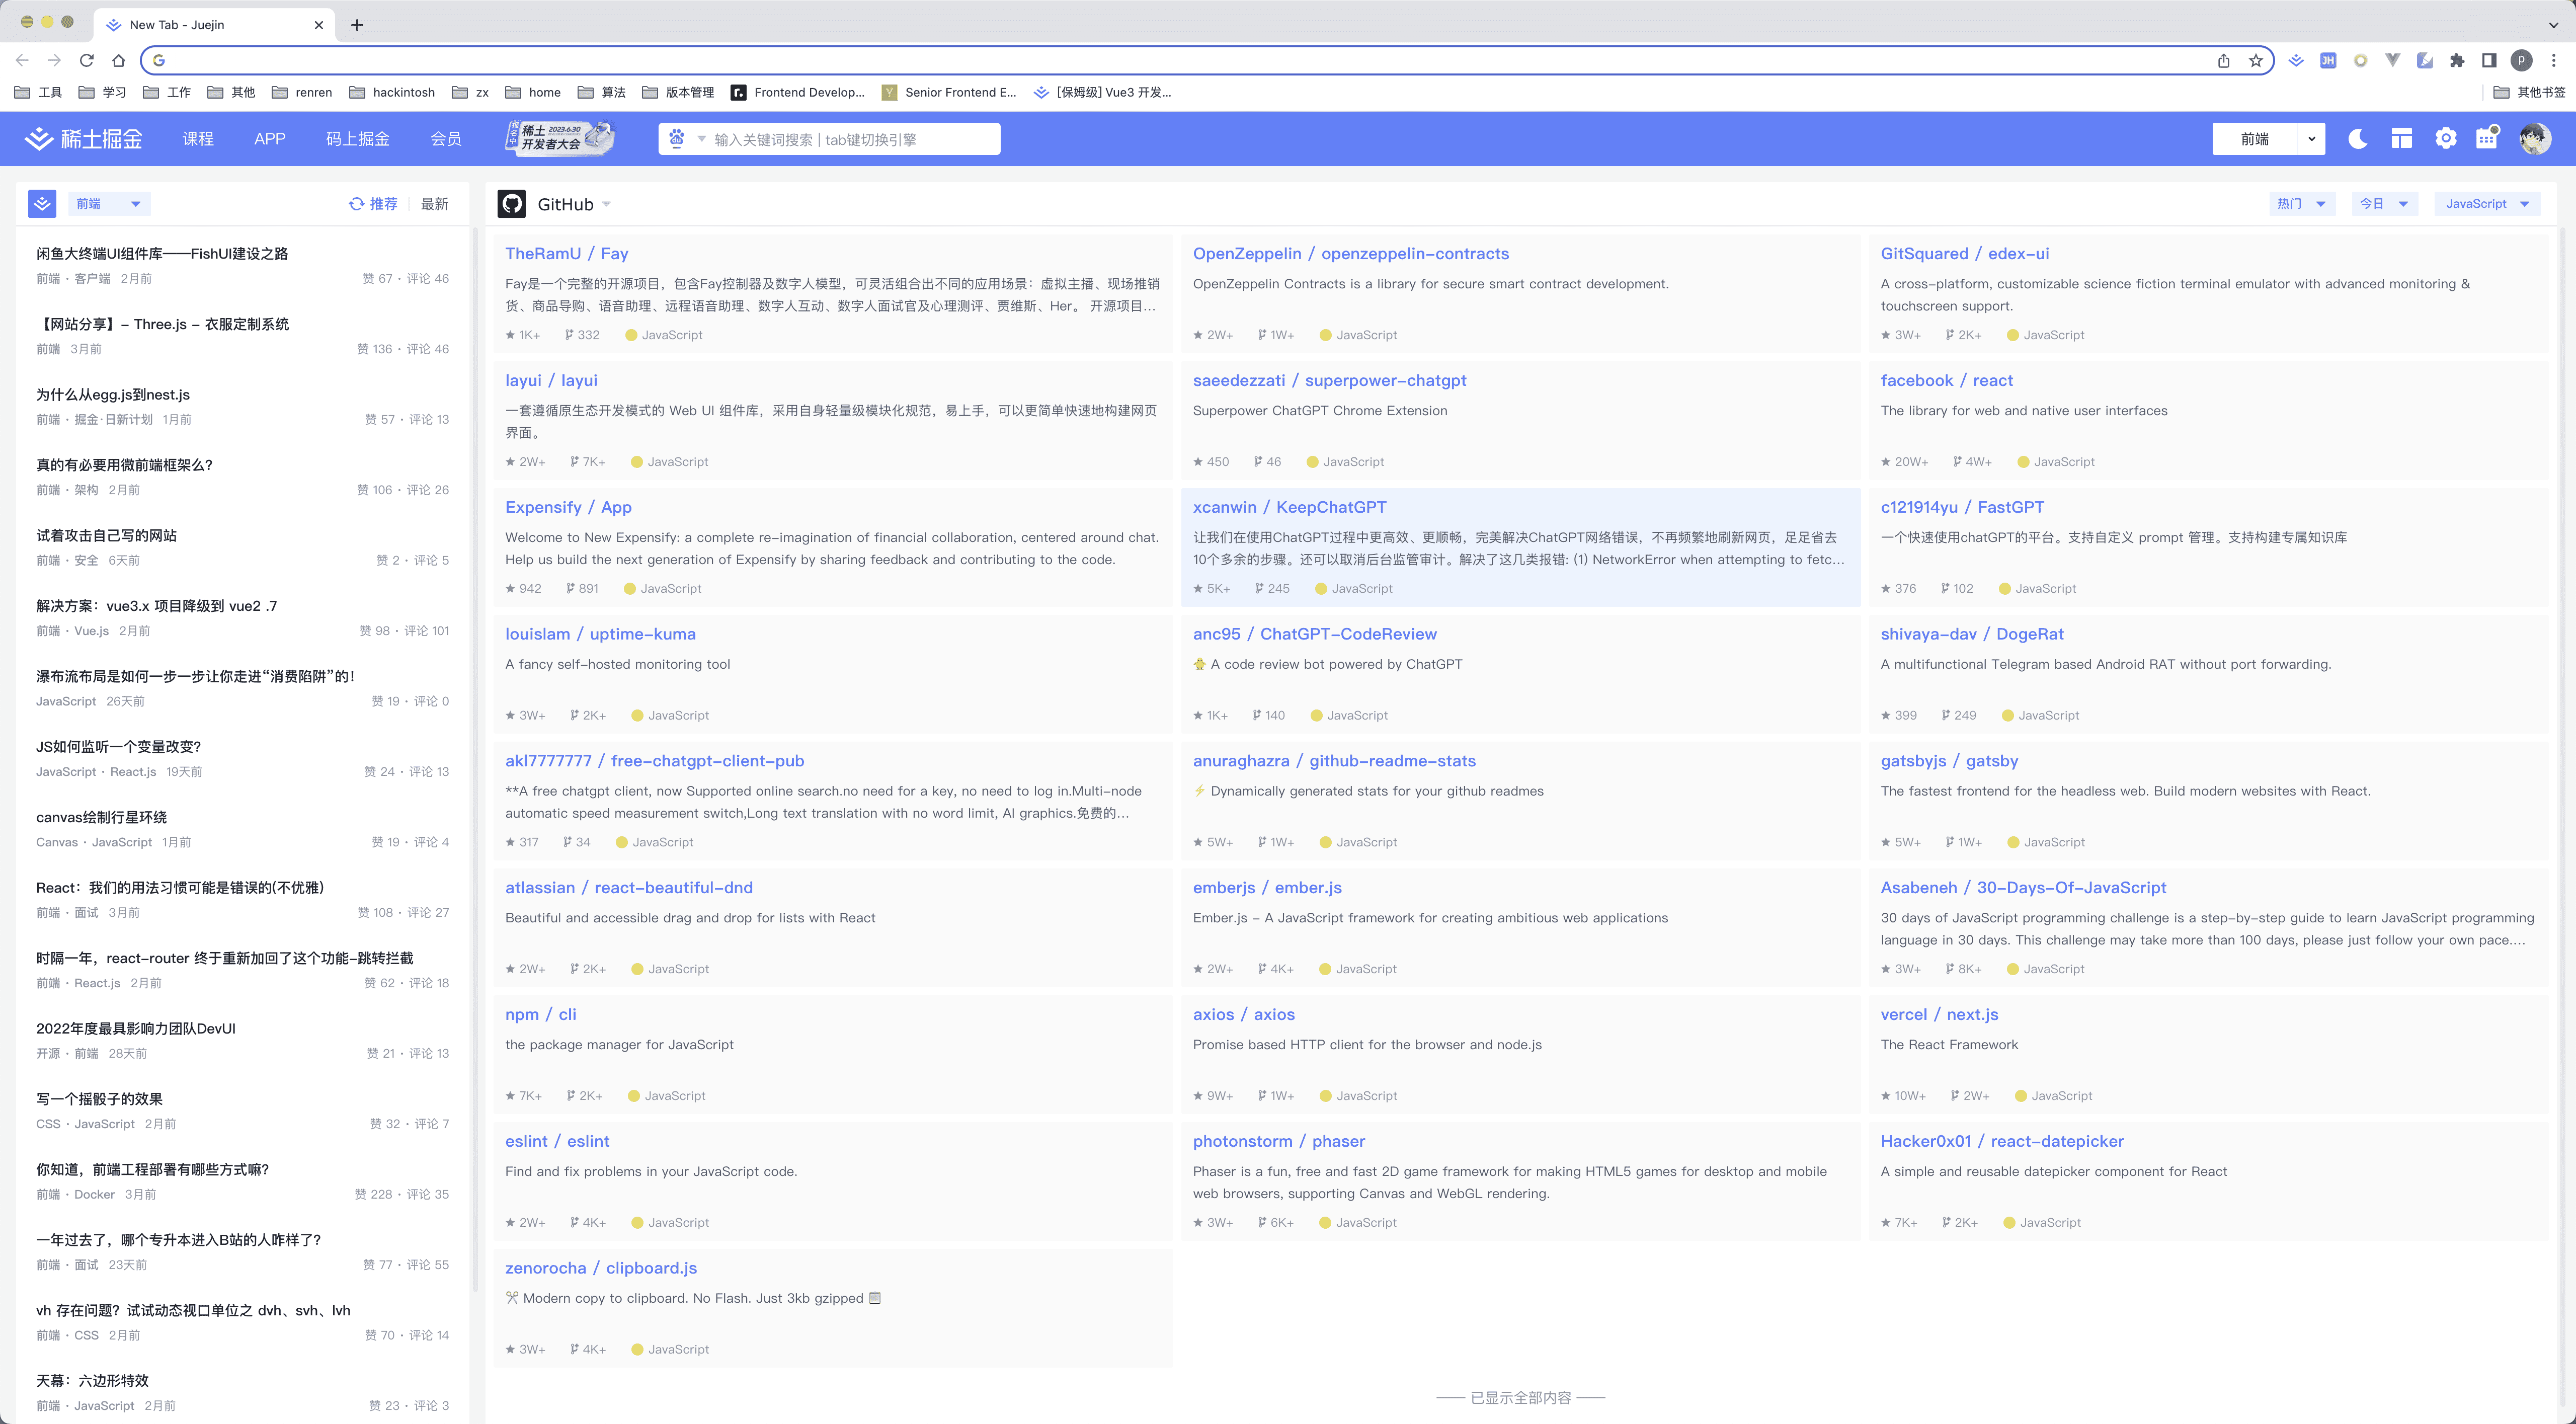 New Tab - Juejin
工具 学习 工作 其他 renren hackintosh zx home 算法 版本管理 Frontend Develop... Senior Frontend E... [保姆级] Vue3 开发... 其他书签
稀土掘金 课程 APP 码上掘金 会员 报名中 稀土 2023.6.30 输入关键词搜索 | tab键切换引擎 前端
开发者大会
前端 推荐 最新
闲鱼大终端UI组件库——FishUI建设之路
前端 · 客户端 2月前 赞 67 · 评论 46
【网站分享】- Three.js - 衣服定制系统
前端 3月前 赞 136 · 评论 46
为什么从egg.js到nest.js
前端 · 掘金·日新计划 1月前 赞 57 · 评论 13
真的有必要用微前端框架么?
前端 · 架构 2月前 赞 106 · 评论 26
试着攻击自己写的网站
前端 · 安全 6天前 赞 2 · 评论 5
解决方案：vue3.x 项目降级到 vue2 .7
前端 · Vue.js 2月前 赞 98 · 评论 101
瀑布流布局是如何一步一步让你走进“消费陷阱”的！
JavaScript 26天前 赞 19 · 评论 0
JS如何监听一个变量改变?
JavaScript · React.js 19天前 赞 24 · 评论 13
canvas绘制行星环绕
Canvas · JavaScript 1月前 赞 19 · 评论 4
React：我们的用法习惯可能是错误的(不优雅)
前端 · 面试 3月前 赞 108 · 评论 27
时隔一年，react-router 终于重新加回了这个功能-跳转拦截
前端 · React.js 2月前 赞 62 · 评论 18
2022年度最具影响力团队DevUI
开源 · 前端 28天前 赞 21 · 评论 13
写一个摇骰子的效果
CSS · JavaScript 2月前 赞 32 · 评论 7
你知道，前端工程部署有哪些方式嘛?
前端 · Docker 3月前 赞 228 · 评论 35
一年过去了，哪个专升本进入B站的人咋样了?
前端 · 面试 23天前 赞 77 · 评论 55
vh 存在问题？试试动态视口单位之 dvh、svh、lvh
前端 · CSS 2月前 赞 70 · 评论 14
天幕：六边形特效
前端 · JavaScript 2月前 赞 23 · 评论 3
GitHub 热门 今日 JavaScript
TheRamU / Fay
Fay是一个完整的开源项目，包含Fay控制器及数字人模型，可灵活组合出不同的应用场景：虚拟主播、现场推销
货、商品导购、语音助理、远程语音助理、数字人互动、数字人面试官及心理测评、贾维斯、Her。 开源项目...
1K+ 332 JavaScript
OpenZeppelin / openzeppelin-contracts
OpenZeppelin Contracts is a library for secure smart contract development.
2W+ 1W+ JavaScript
GitSquared / edex-ui
A cross-platform, customizable science fiction terminal emulator with advanced monitoring &
touchscreen support.
3W+ 2K+ JavaScript
layui / layui
一套遵循原生态开发模式的 Web UI 组件库，采用自身轻量级模块化规范，易上手，可以更简单快速地构建网页
界面。
2W+ 7K+ JavaScript
saeedezzati / superpower-chatgpt
Superpower ChatGPT Chrome Extension
450 46 JavaScript
facebook / react
The library for web and native user interfaces
20W+ 4W+ JavaScript
Expensify / App
Welcome to New Expensify: a complete re-imagination of financial collaboration, centered around chat.
Help us build the next generation of Expensify by sharing feedback and contributing to the code.
942 891 JavaScript
xcanwin / KeepChatGPT
让我们在使用ChatGPT过程中更高效、更顺畅，完美解决ChatGPT网络错误，不再频繁地刷新网页，足足省去
10个多余的步骤。还可以取消后台监管审计。解决了这几类报错: (1) NetworkError when attempting to fetc...
5K+ 245 JavaScript
c121914yu / FastGPT
一个快速使用chatGPT的平台。支持自定义 prompt 管理。支持构建专属知识库
376 102 JavaScript
louislam / uptime-kuma
A fancy self-hosted monitoring tool
3W+ 2K+ JavaScript
anc95 / ChatGPT-CodeReview
🐥 A code review bot powered by ChatGPT
1K+ 140 JavaScript
shivaya-dav / DogeRat
A multifunctional Telegram based Android RAT without port forwarding.
399 249 JavaScript
akl7777777 / free-chatgpt-client-pub
**A free chatgpt client, now Supported online search.no need for a key, no need to log in.Multi-node
automatic speed measurement switch,Long text translation with no word limit, AI graphics.免费的...
317 34 JavaScript
anuraghazra / github-readme-stats
⚡ Dynamically generated stats for your github readmes
5W+ 1W+ JavaScript
gatsbyjs / gatsby
The fastest frontend for the headless web. Build modern websites with React.
5W+ 1W+ JavaScript
atlassian / react-beautiful-dnd
Beautiful and accessible drag and drop for lists with React
2W+ 2K+ JavaScript
emberjs / ember.js
Ember.js - A JavaScript framework for creating ambitious web applications
2W+ 4K+ JavaScript
Asabeneh / 30-Days-Of-JavaScript
30 days of JavaScript programming challenge is a step-by-step guide to learn JavaScript programming
language in 30 days. This challenge may take more than 100 days, please just follow your own pace....
3W+ 8K+ JavaScript
npm / cli
the package manager for JavaScript
7K+ 2K+ JavaScript
axios / axios
Promise based HTTP client for the browser and node.js
9W+ 1W+ JavaScript
vercel / next.js
The React Framework
10W+ 2W+ JavaScript
eslint / eslint
Find and fix problems in your JavaScript code.
2W+ 4K+ JavaScript
photonstorm / phaser
Phaser is a fun, free and fast 2D game framework for making HTML5 games for desktop and mobile
web browsers, supporting Canvas and WebGL rendering.
3W+ 6K+ JavaScript
Hacker0x01 / react-datepicker
A simple and reusable datepicker component for React
7K+ 2K+ JavaScript
zenorocha / clipboard.js
✂️ Modern copy to clipboard. No Flash. Just 3kb gzipped 📋
3W+ 4K+ JavaScript
—— 已显示全部内容 ——